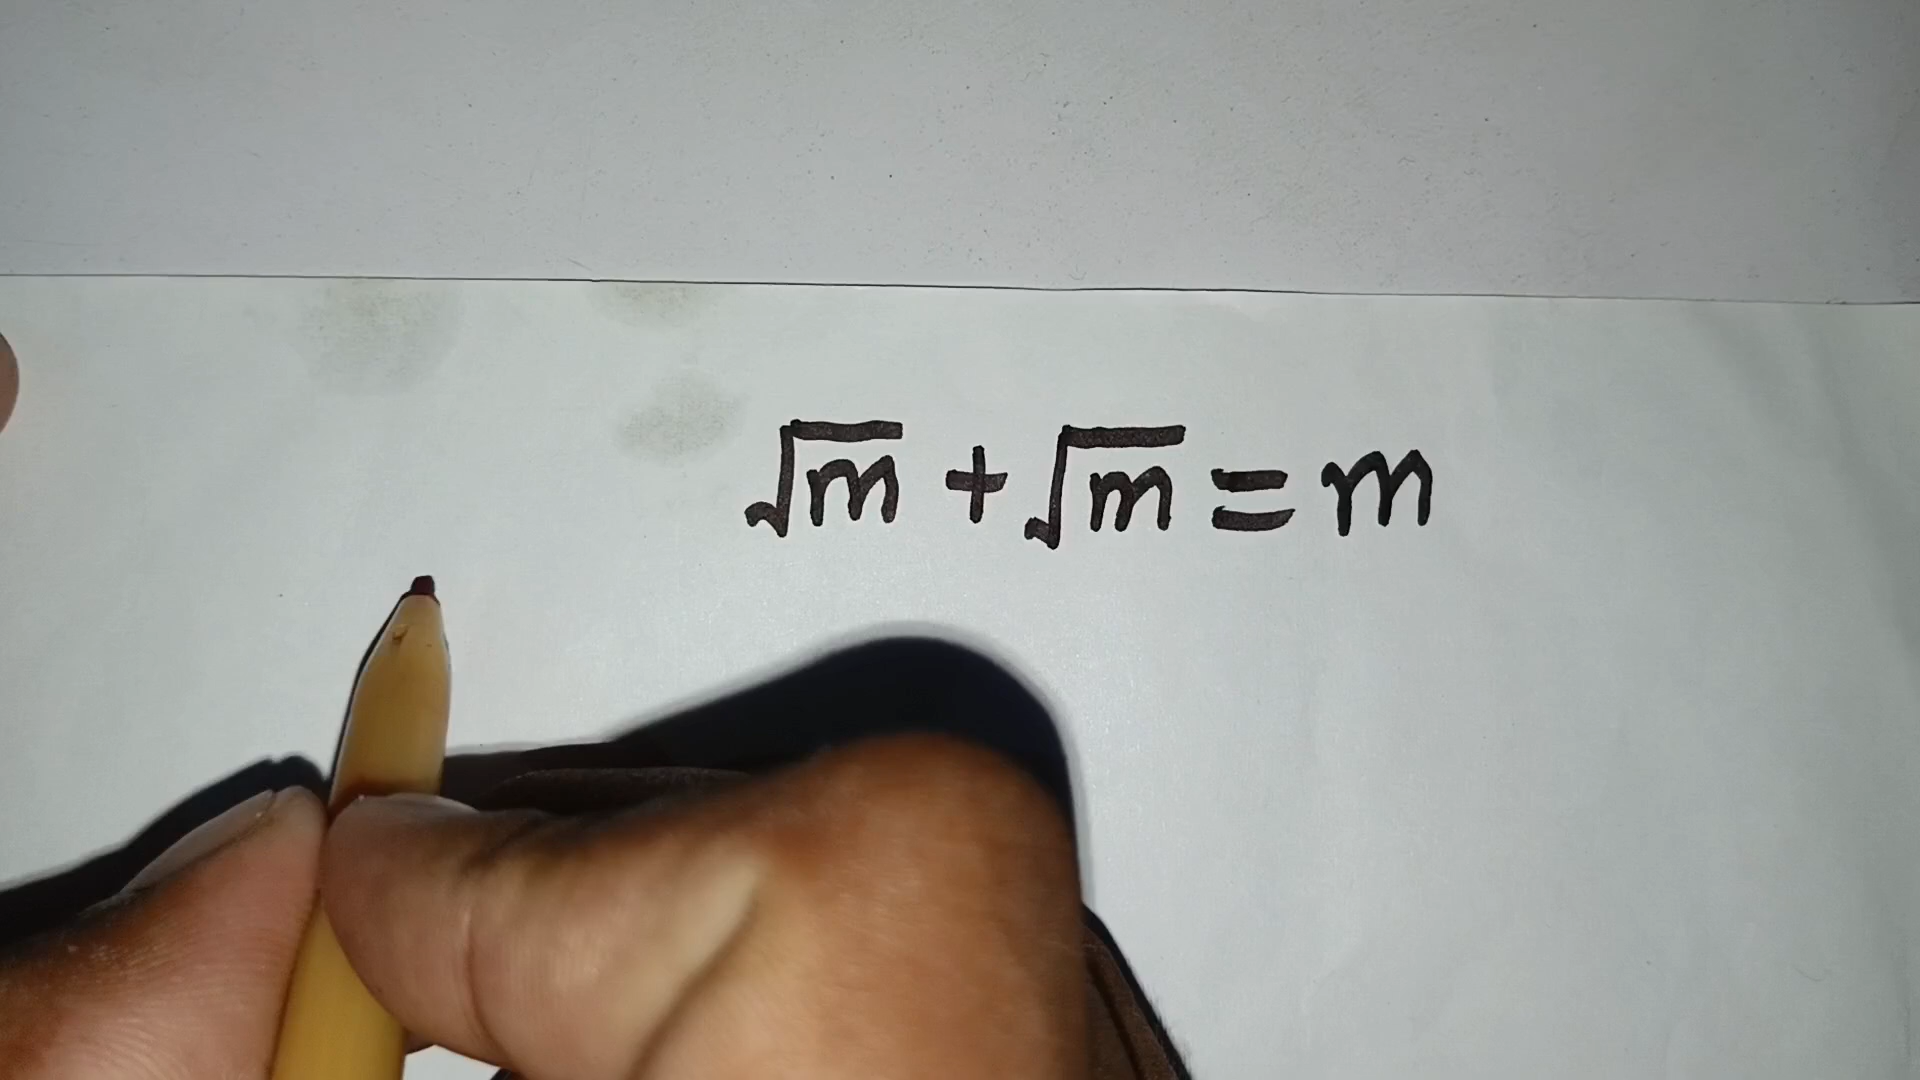 √m + √m = m